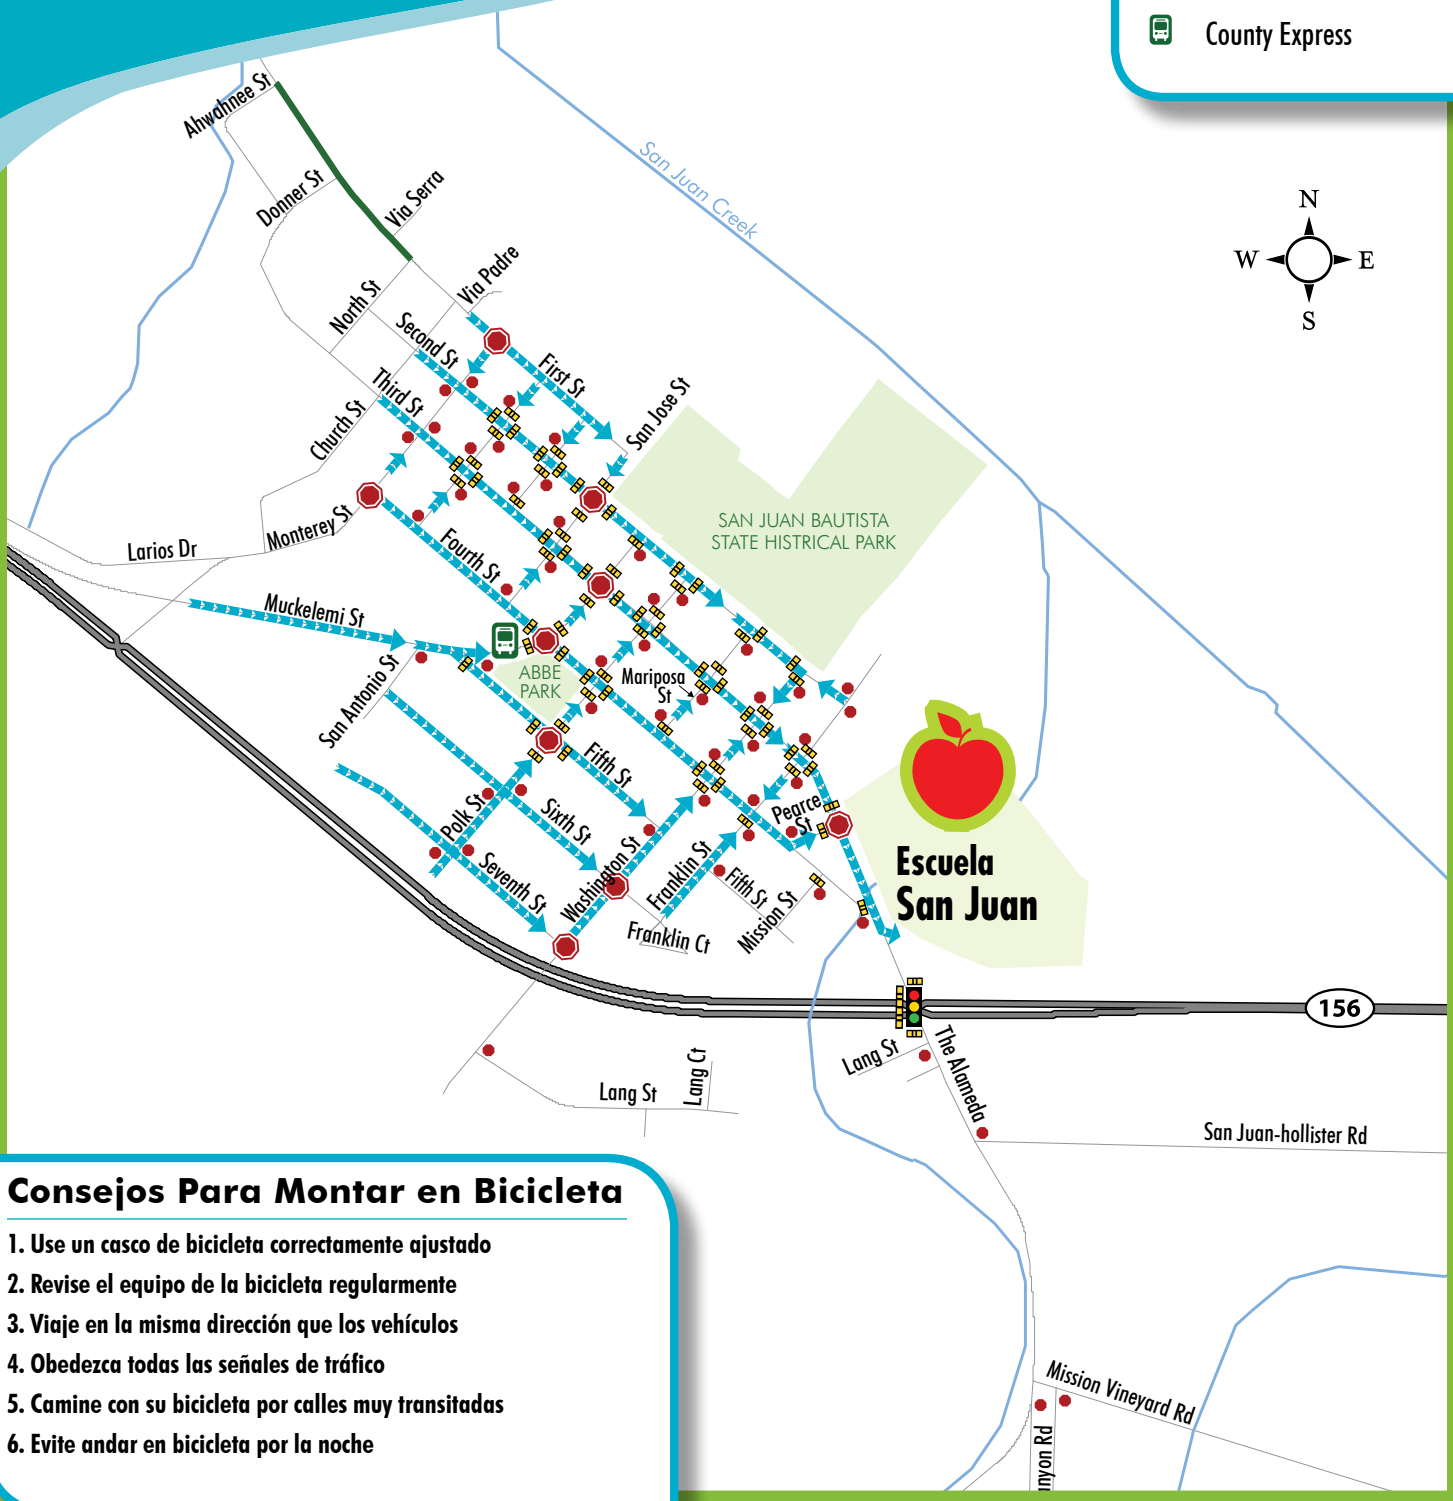 County Express
Ahwahnee St
Donner St
Via Serra
San Juan Creek
N
W
E
S
Via Padre
North St
Second St
First St
Third St
San Jose St
Church St
Monterey St
Larios Dr
Fourth St
SAN JUAN BAUTISTA
STATE HISTRICAL PARK
Muckelemi St
San Antonio St
ABBE
PARK
Mariposa
St
Fifth St
Polk St
Sixth St
Pearce
St
Seventh St
Washington St
Franklin St
Fifth St
Mission St
Franklin Ct
Escuela
San Juan
156
Lang St
The Alameda
Lang St
Lang Ct
San Juan-hollister Rd
Mission Vineyard Rd
nyon Rd
Consejos Para Montar en Bicicleta
1. Use un casco de bicicleta correctamente ajustado
2. Revise el equipo de la bicicleta regularmente
3. Viaje en la misma dirección que los vehículos
4. Obedezca todas las señales de tráfico
5. Camine con su bicicleta por calles muy transitadas
6. Evite andar en bicicleta por la noche